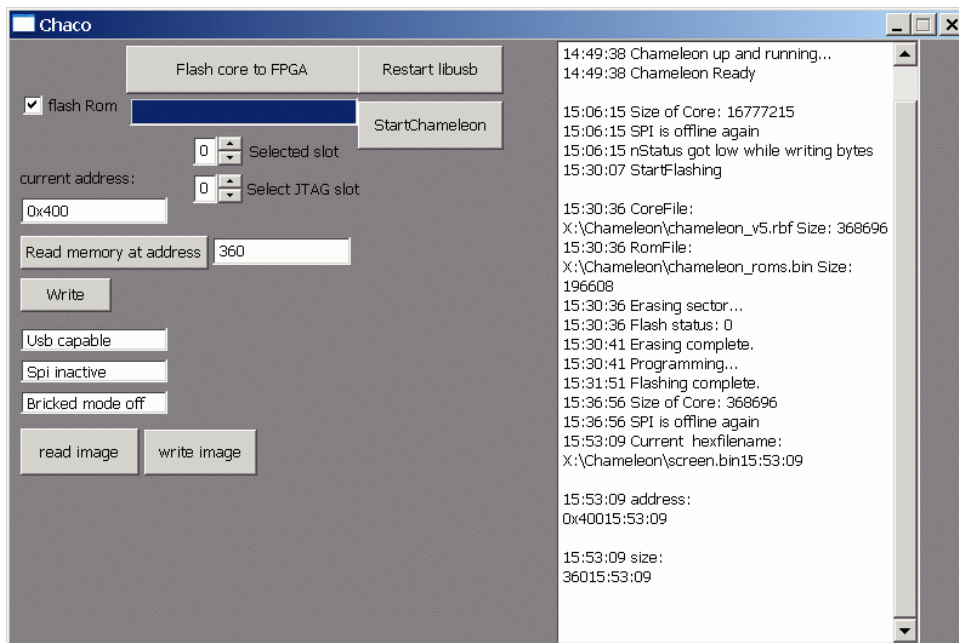 Chaco
Flash core to FPGA
Restart libusb
flash Rom
StartChameleon
0 Selected slot
current address:
0 Select JTAG slot
0x400
Read memory at address 360
Write
Usb capable
Spi inactive
Bricked mode off
read image
write image
14:49:38 Chameleon up and running...
14:49:38 Chameleon Ready
15:06:15 Size of Core: 16777215
15:06:15 SPI is offline again
15:06:15 nStatus got low while writing bytes
15:30:07 StartFlashing
15:30:36 CoreFile:
X:\Chameleon\chameleon_v5.rbf Size: 368696
15:30:36 RomFile:
X:\Chameleon\chameleon_roms.bin Size:
196608
15:30:36 Erasing sector...
15:30:36 Flash status: 0
15:30:41 Erasing complete.
15:30:41 Programming...
15:31:51 Flashing complete.
15:36:56 Size of Core: 368696
15:36:56 SPI is offline again
15:53:09 Current  hexfilename:
X:\Chameleon\screen.bin15:53:09
15:53:09 address:
0x40015:53:09
15:53:09 size:
36015:53:09